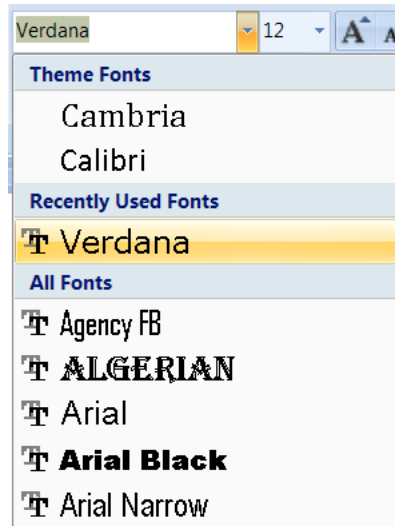 Verdana 12 A A
Theme Fonts
Cambria
Calibri
Recently Used Fonts
Verdana
All Fonts
Agency FB
ALGERIAN
Arial
Arial Black
Arial Narrow